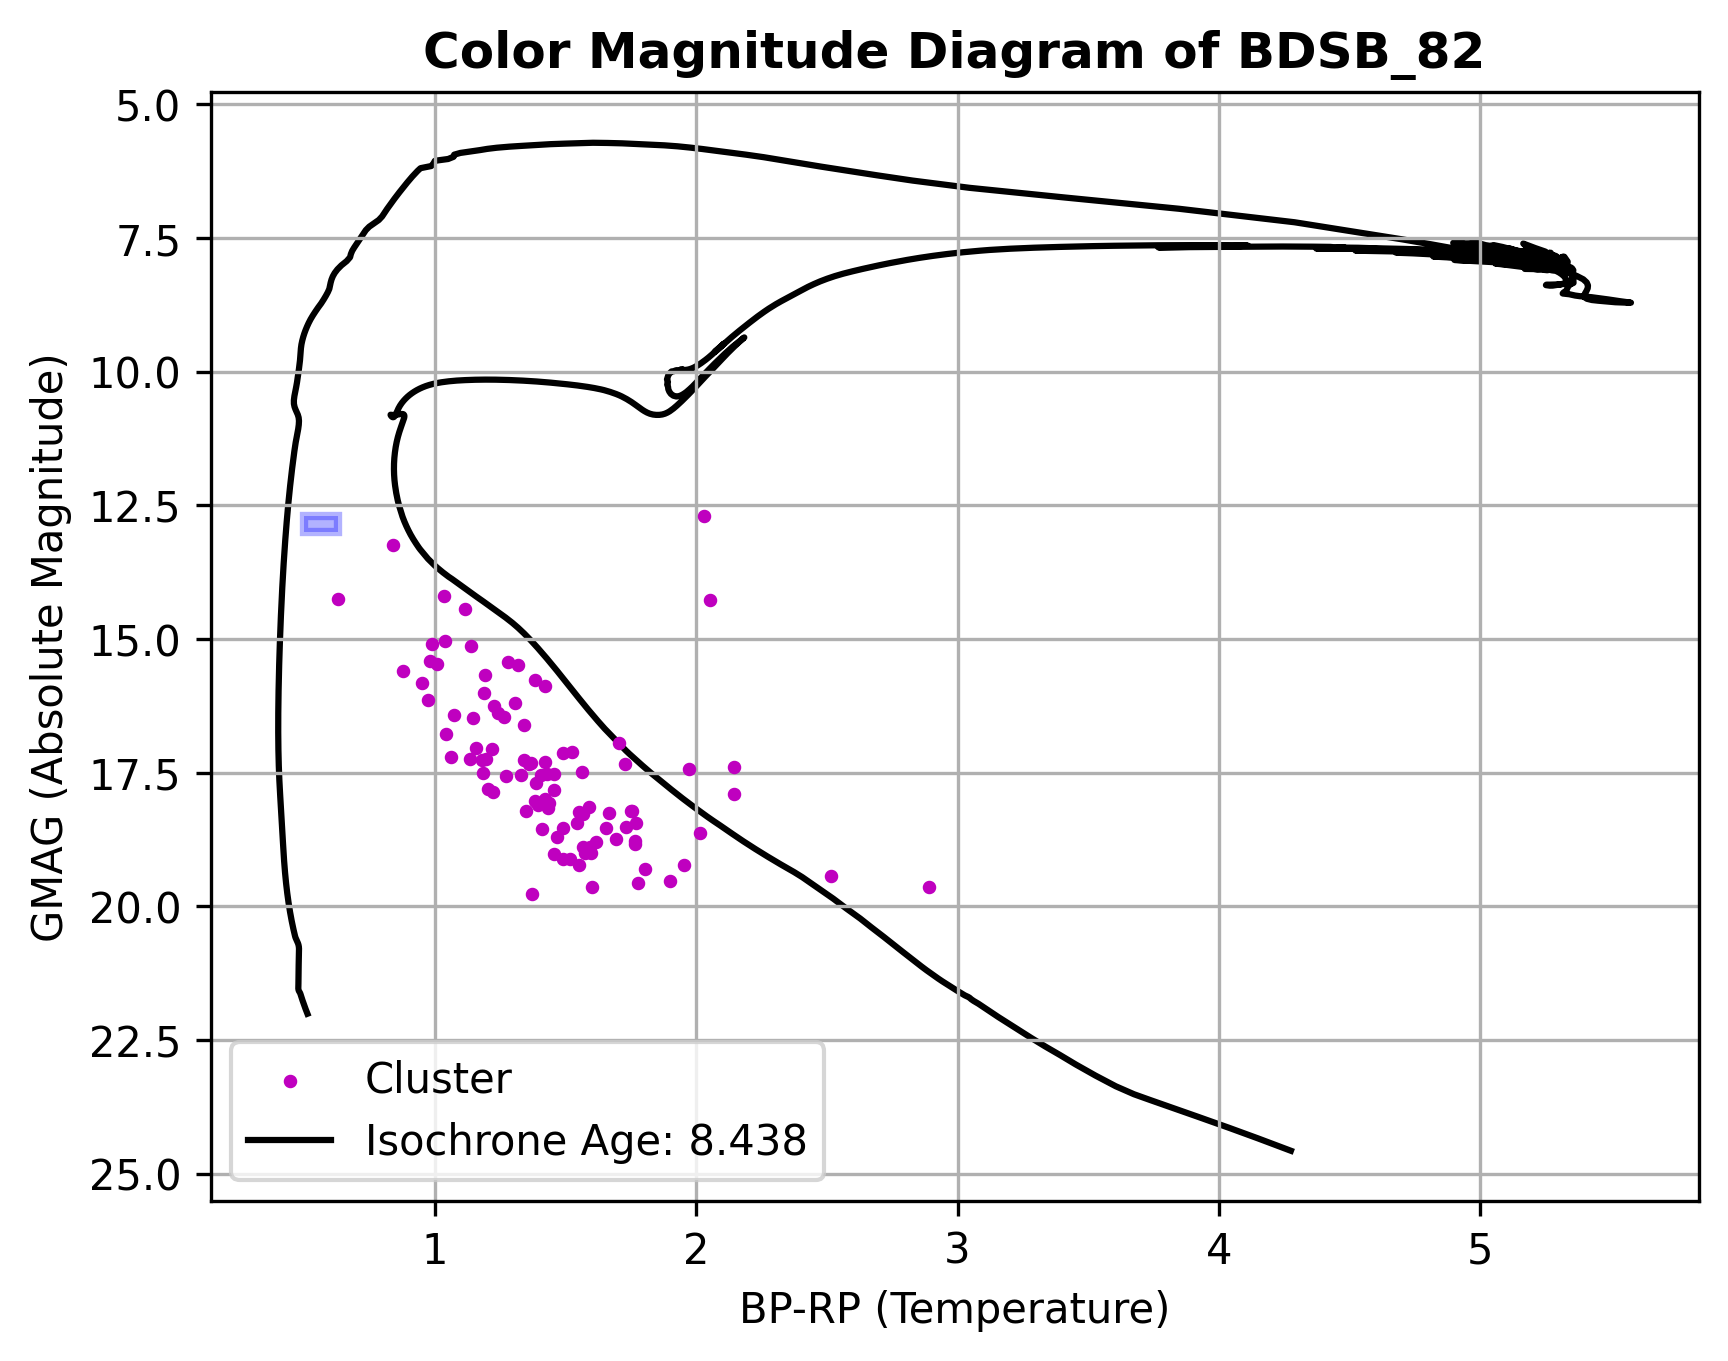 Color Magnitude Diagram of BDSB_82
5.0
7.5
10.0
12.5
15.0
17.5
20.0
22.5
25.0
GMAG (Absolute Magnitude)
Cluster
Isochrone Age: 8.438
1 2 3 4 5
BP-RP (Temperature)